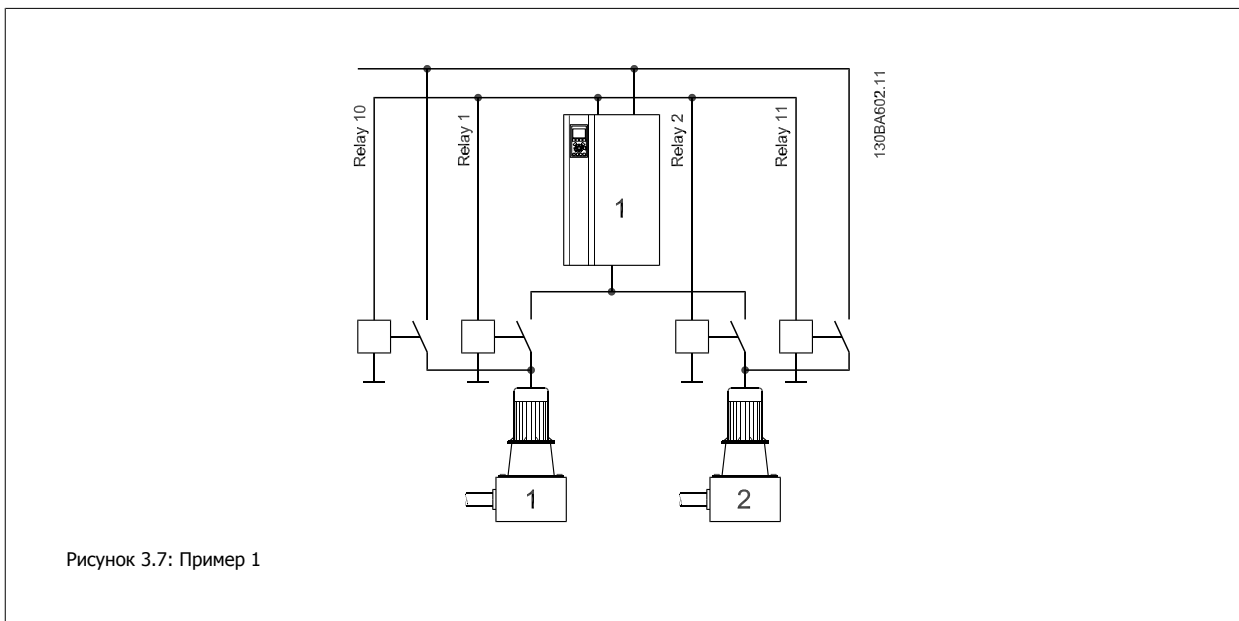 Relay 10
Relay 1
1
Relay 2
Relay 11
130BA602.11
1
2
Рисунок 3.7: Пример 1